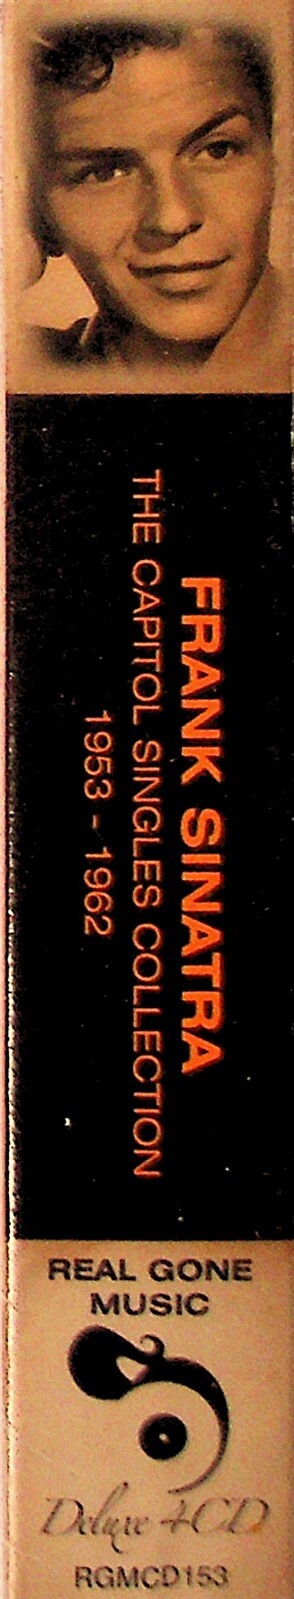 FRANK SINATRA
THE CAPITOL SINGLES COLLECTION
1953 - 1962
REAL GONE
MUSIC
Deluxe 4CD
RGMCD153